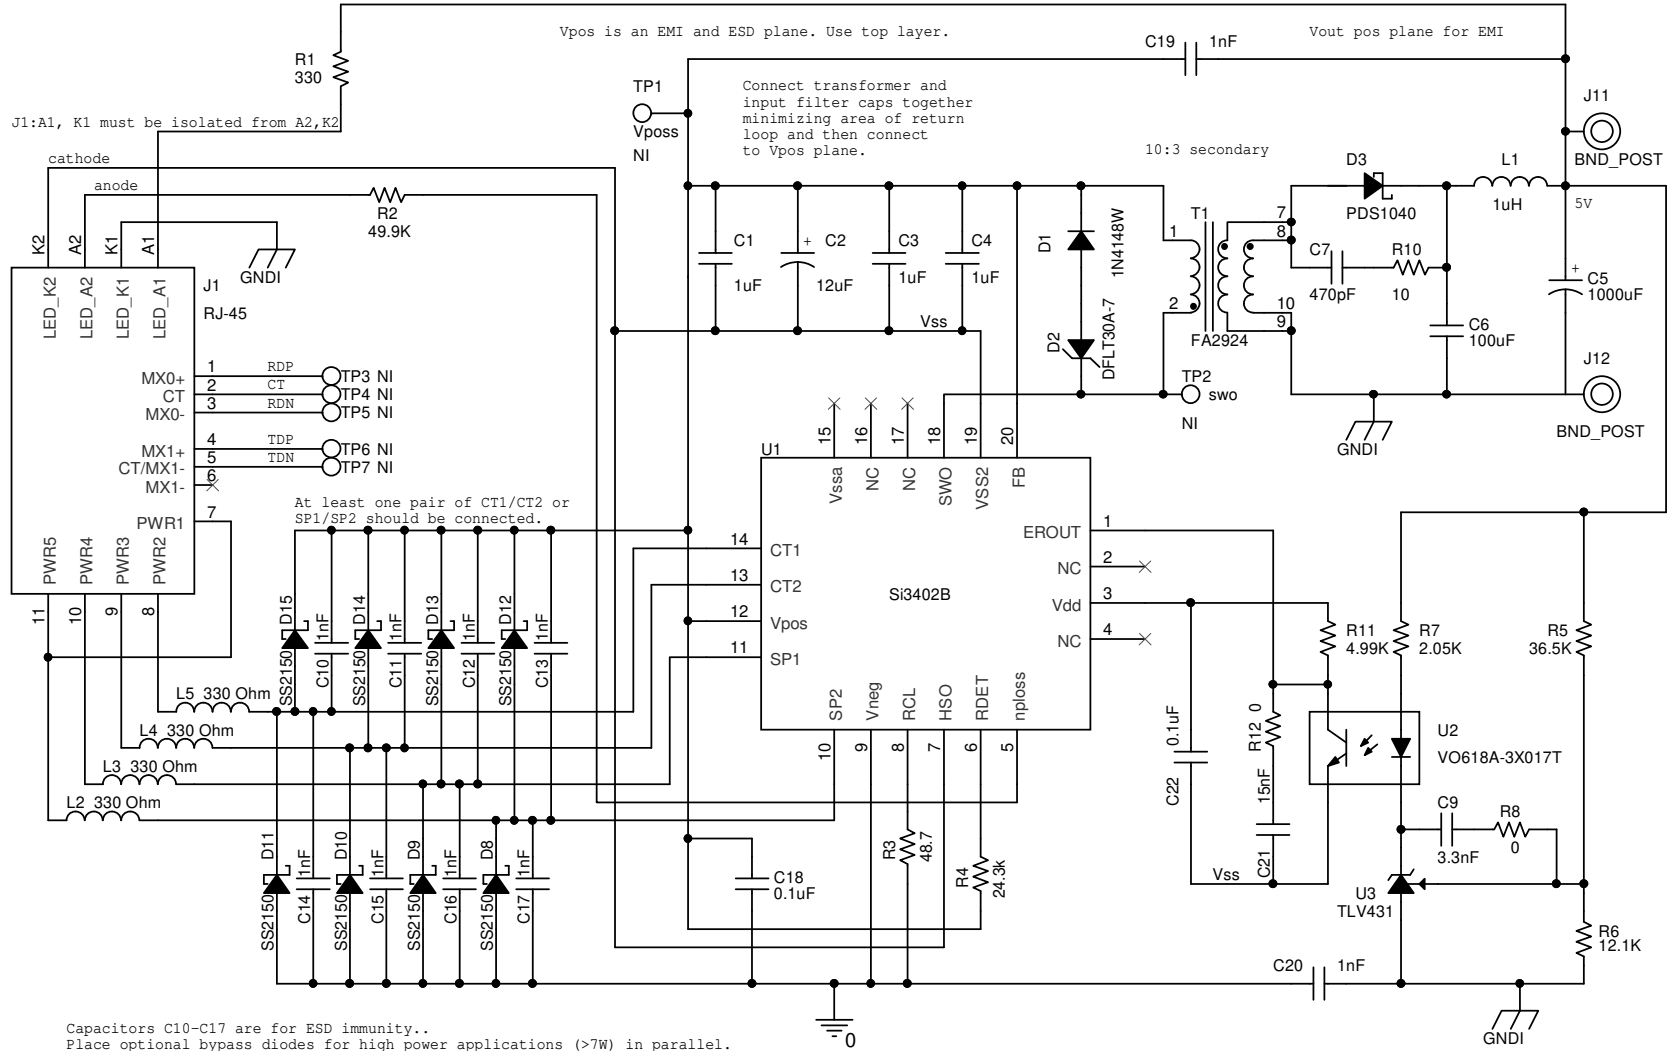 Vpos is an EMI and ESD plane. Use top layer.
C19 1nF
Vout pos plane for EMI
R1
330
TP1
Vposs
NI
Connect transformer and
input filter caps together
minimizing area of return
loop and then connect
to Vpos plane.
J11
BND_POST
J1:A1, K1 must be isolated from A2,K2
cathode
anode
R2
49.9K
10:3 secondary
D3
PDS1040
L1
1uH
5V
K2
A2
K1
A1
GNDI
J1
RJ-45
LED_K2
LED_A2
LED_K1
LED_A1
C1
1uF
+
C2
12uF
C3
1uF
C4
1uF
Vss
D1
1N4148W
D2
DFLT30A-7
T1
1
2
7
8
10
9
FA2924
C7
470pF
R10
10
C6
100uF
+
C5
1000uF
J12
BND_POST
TP2
swo
NI
GNDI
MX0+ 1 RDP TP3 NI
CT 2 CT TP4 NI
MX0- 3 RDN TP5 NI
MX1+ 4 TDP TP6 NI
CT/MX1- 5 TDN TP7 NI
MX1- 6
PWR1 7
PWR5
PWR4
PWR3
PWR2
11
10
9
8
At least one pair of CT1/CT2 or
SP1/SP2 should be connected.
U1
Si3402B
15
16
17
18
19
20
Vssa
NC
NC
SWO
VSS2
FB
14 CT1
13 CT2
12 Vpos
11 SP1
EROUT 1
NC 2
Vdd 3
NC 4
SP2
Vneg
RCL
HSO
RDET
nploss
10
9
8
7
6
5
SS2150 D15
C10 1nF
SS2150 D14
C11 1nF
SS2150 D13
C12 1nF
SS2150 D12
C13 1nF
L5 330 Ohm
L4 330 Ohm
L3 330 Ohm
L2 330 Ohm
SS2150 D11
C14 1nF
SS2150 D10
C15 1nF
SS2150 D9
C16 1nF
SS2150 D8
C17 1nF
C18
0.1uF
R3
48.7
R4
24.3k
R11
4.99K
R7
2.05K
R5
36.5K
C22 0.1uF
R12 0
C21 15nF
Vss
U2
VO618A-3X017T
C9
3.3nF
R8
0
U3
TLV431
R6
12.1K
C20 1nF
GNDI
0
Capacitors C10-C17 are for ESD immunity..
Place optional bypass diodes for high power applications (>7W) in parallel.